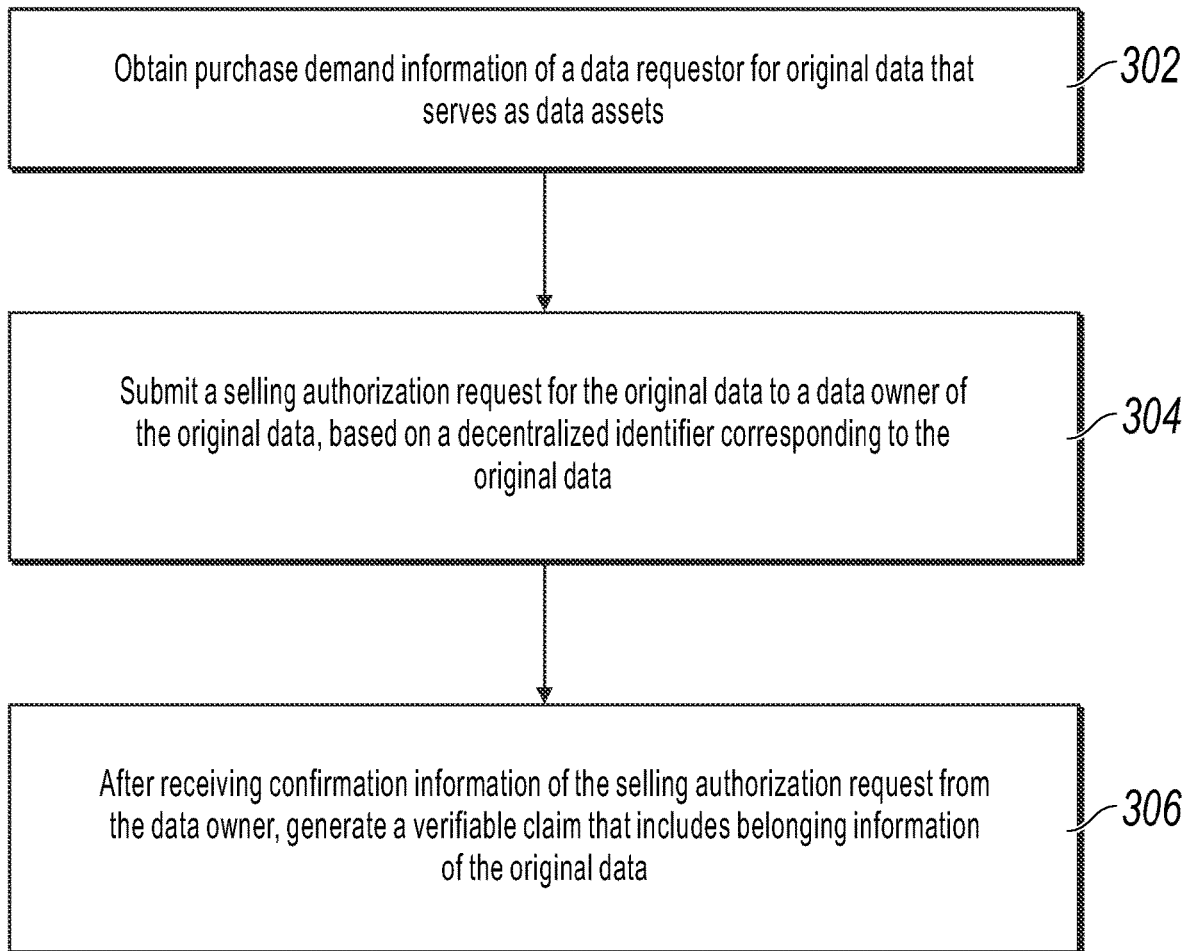 Obtain purchase demand information of a data requestor for original data that
serves as data assets
302
Submit a selling authorization request for the original data to a data owner of
the original data, based on a decentralized identifier corresponding to the
original data
304
After receiving confirmation information of the selling authorization request from
the data owner, generate a verifiable claim that includes belonging information
of the original data
306